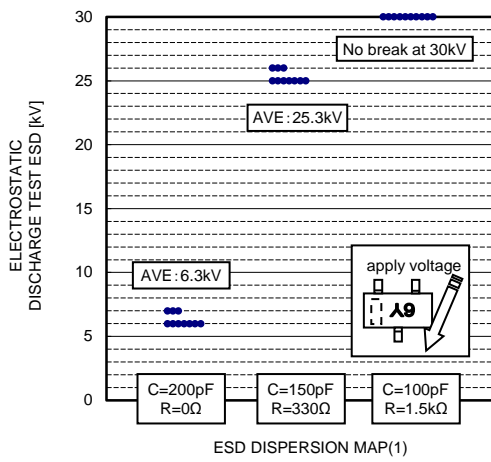 ELECTROSTATIC
DISCHARGE TEST ESD [kV]
30
25
20
15
10
5
0
No break at 30kV
AVE：25.3kV
AVE：6.3kV
apply voltage
6Y
C=200pF
R=0Ω
C=150pF
R=330Ω
C=100pF
R=1.5kΩ
ESD DISPERSION MAP(1)